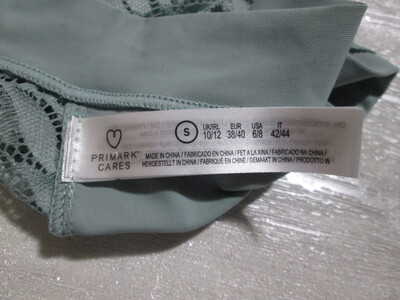 PRIMARK
CARES
S
UK/IRL EUR USA IT
10/12 38/40 6/8 42/44
MADE IN CHINA / FABRICADO EN CHINA / FET A LA XINA / FABRICADO NA CHINA/
HERGESTELLT IN CHINA / FABRIQUÉ EN CHINE / GEMAAKT IN CHINA / PRODOTTO IN